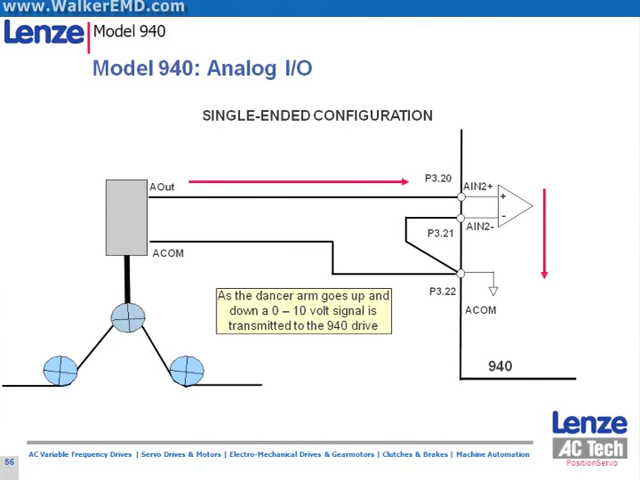 www.WalkerEMD.com
Lenze
Model 940
Model 940: Analog I/O
SINGLE-ENDED CONFIGURATION
AOut
P3.20
AIN2+
+
-
AIN2-
P3.21
ACOM
P3.22
ACOM
As the dancer arm goes up and
down a 0 – 10 volt signal is
transmitted to the 940 drive
940
Lenze
AC Tech
PositionServo
AC Variable Frequency Drives | Servo Drives & Motors | Electro-Mechanical Drives & Gearmotors | Clutches & Brakes | Machine Automation
56